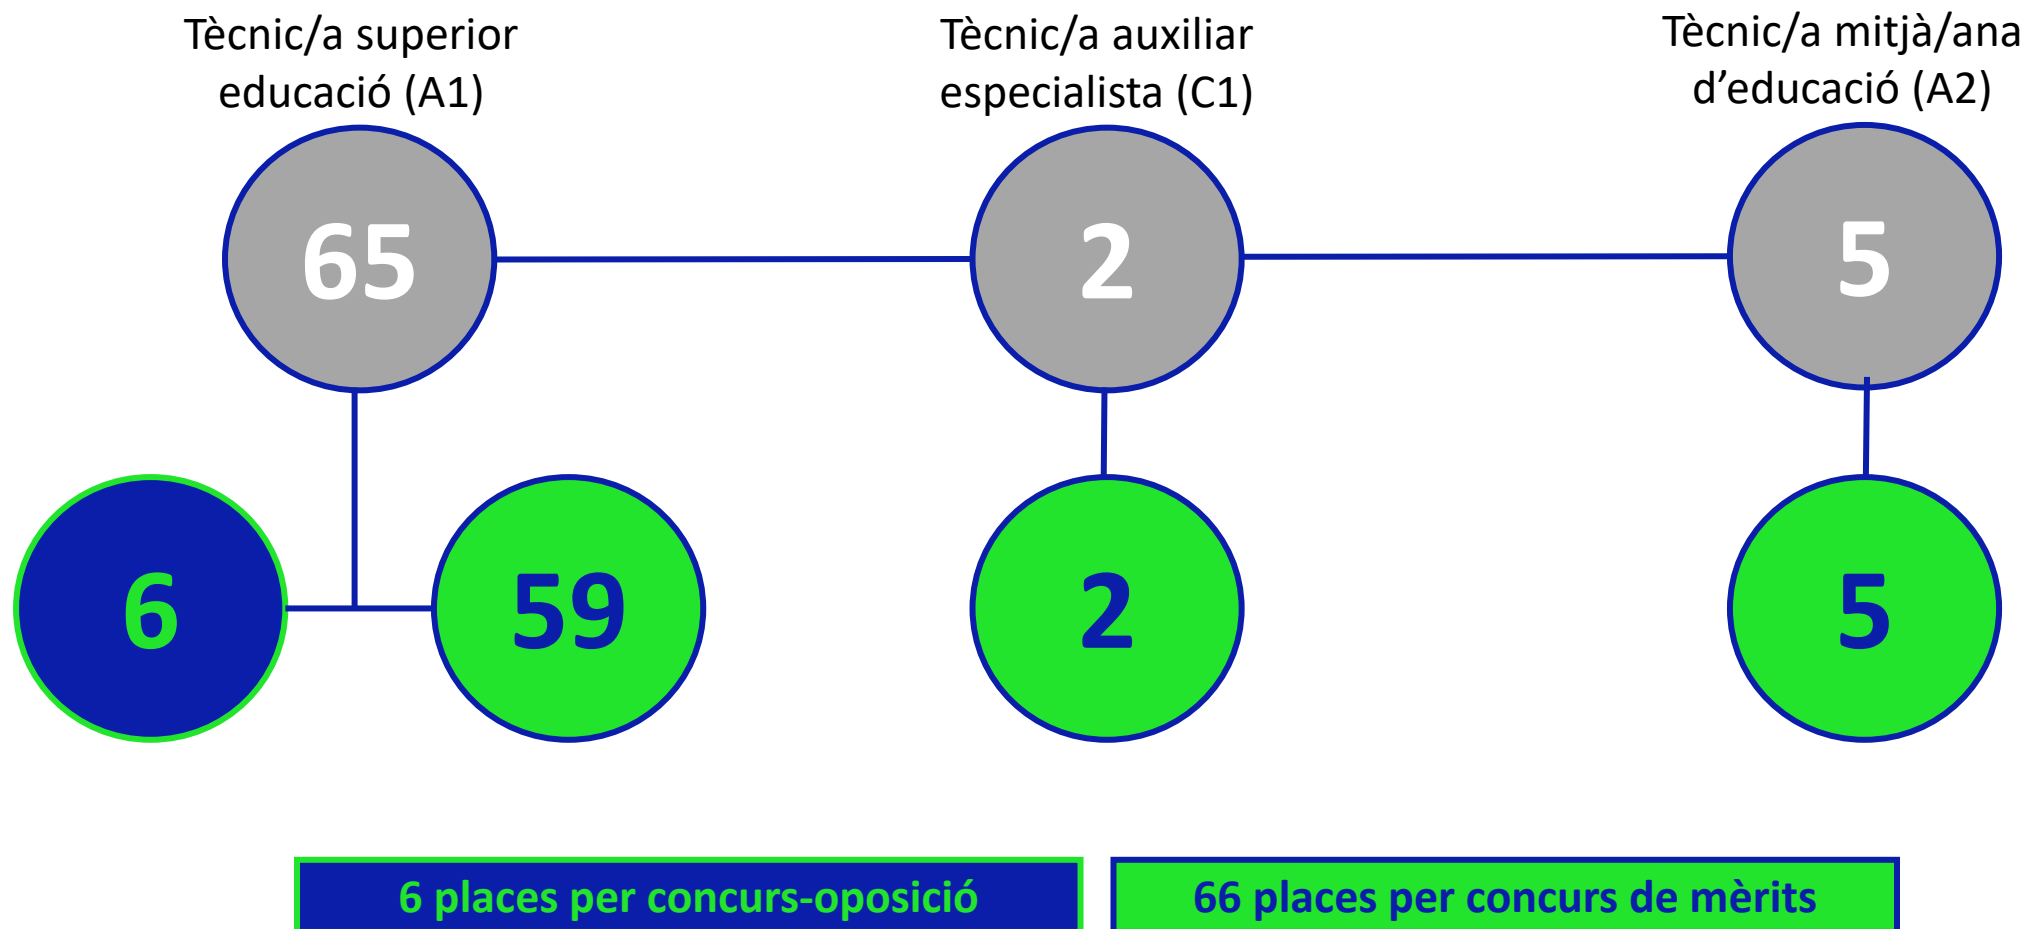 Tècnic/a superior
educació (A1)
Tècnic/a auxiliar
especialista (C1)
Tècnic/a mitjà/ana
d’educació (A2)
65
2
5
6
59
2
5
6 places per concurs-oposició
66 places per concurs de mèrits